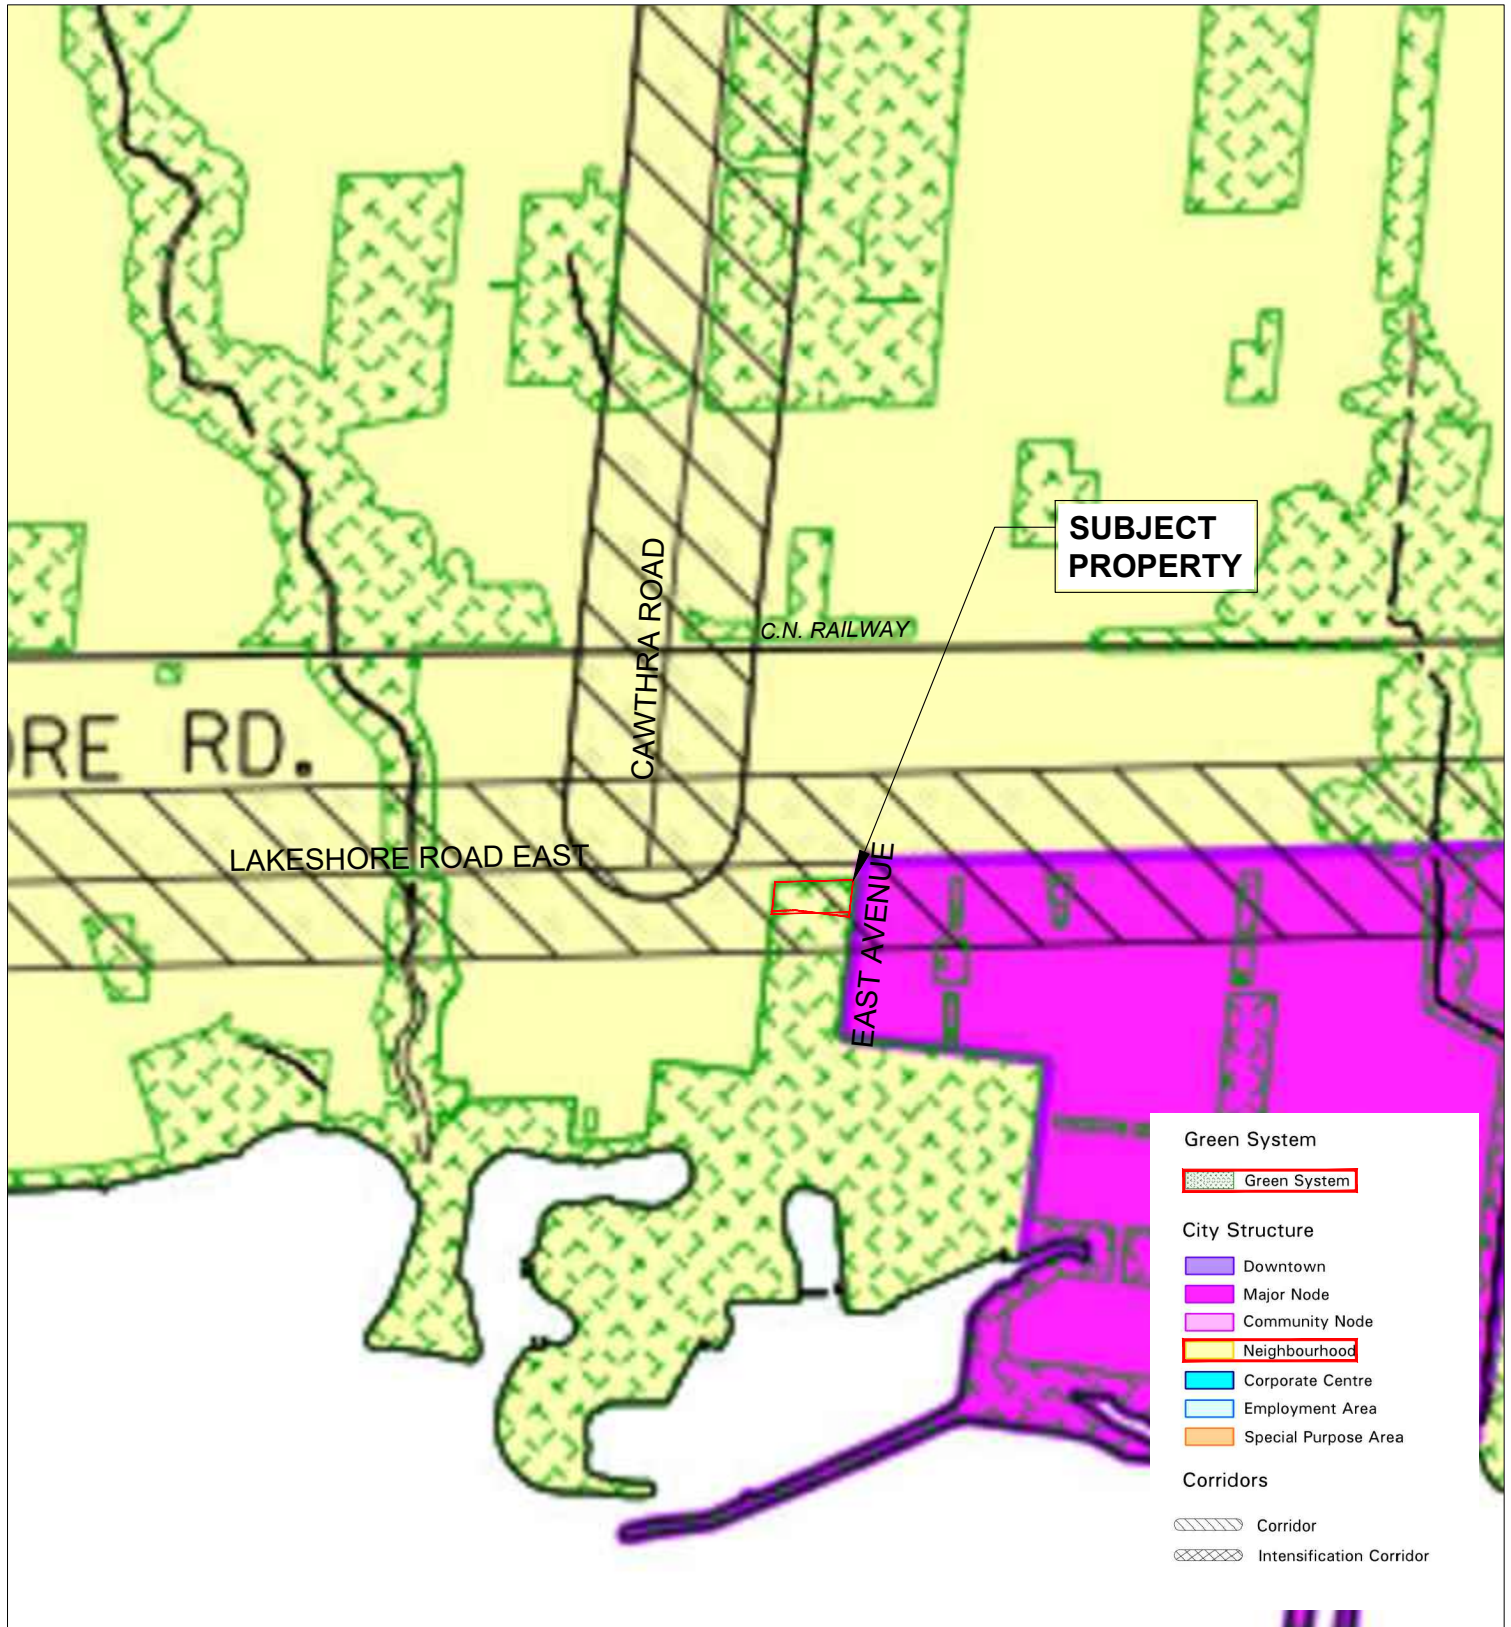 SUBJECT
PROPERTY
CAWTHRA ROAD
C.N. RAILWAY
ORE RD.
LAKESHORE ROAD EAST
EAST AVENUE
Green System
Green System
City Structure
Downtown
Major Node
Community Node
Neighbourhood
Corporate Centre
Employment Area
Special Purpose Area
Corridors
Corridor
Intensification Corridor